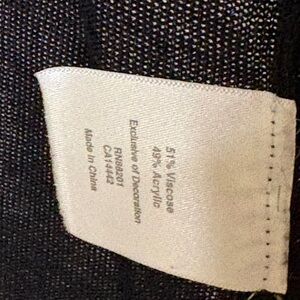 51% Viscose
49% Acrylic
Exclusive of Decoration
RN88201
CA14442
Made in China